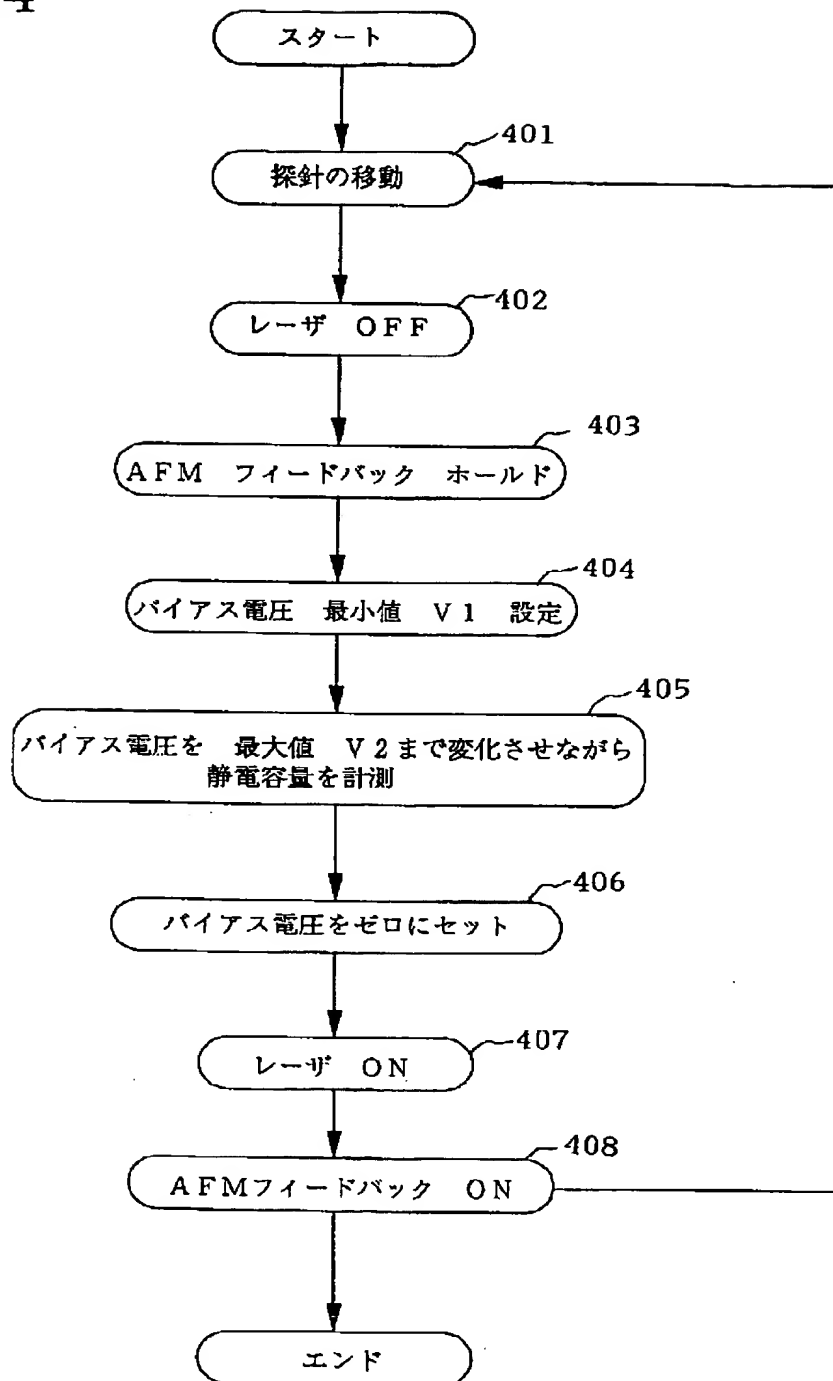 4
スタート
401
探針の移動
402
レーザ OFF
403
AFM フィードバック ホールド
404
バイアス電圧 最小値 V1 設定
405
バイアス電圧を 最大値 V2まで変化させながら
静電容量を計測
406
バイアス電圧をゼロにセット
407
レーザ ON
408
AFMフィードバック ON
エンド